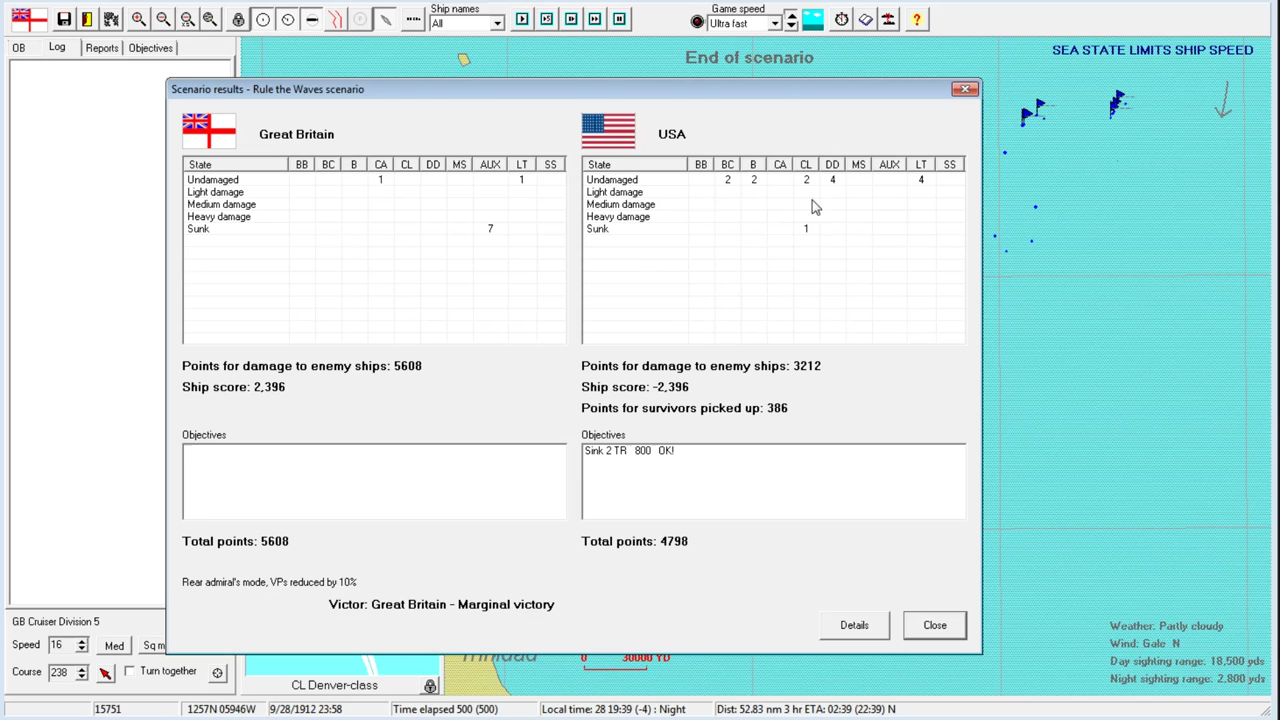 Ship names
All
Game speed
Ultra fast
OB Log Reports Objectives
End of scenario
SEA STATE LIMITS SHIP SPEED
Scenario results - Rule the Waves scenario
Great Britain
USA
State BB BC B CA CL DD MS AUX LT SS
Undamaged 1 1
Light damage
Medium damage
Heavy damage
Sunk 7
State BB BC B CA CL DD MS AUX LT SS
Undamaged 2 2 2 4 4
Light damage
Medium damage
Heavy damage
Sunk 1
Points for damage to enemy ships: 5608
Ship score: 2,396
Points for damage to enemy ships: 3212
Ship score: -2,396
Points for survivors picked up: 386
Objectives
Objectives
Sink 2 TR 800 OK!
Total points: 5608
Total points: 4798
Rear admiral's mode, VPs reduced by 10%
Victor: Great Britain - Marginal victory
Details
Close
GB Cruiser Division 5
Speed 16 Med Sq m
Course 238 Turn together
CL Denver-class
Trinidad
0 30000 YD
Weather: Partly cloudy
Wind: Gale N
Day sighting range: 18,500 yds
Night sighting range: 2,800 yds
15751 1257N 05946W 9/28/1912 23:58 Time elapsed 500 (500) Local time: 28 19:39 (-4) : Night Dist: 52.83 nm 3 hr ETA: 02:39 (22:39) N